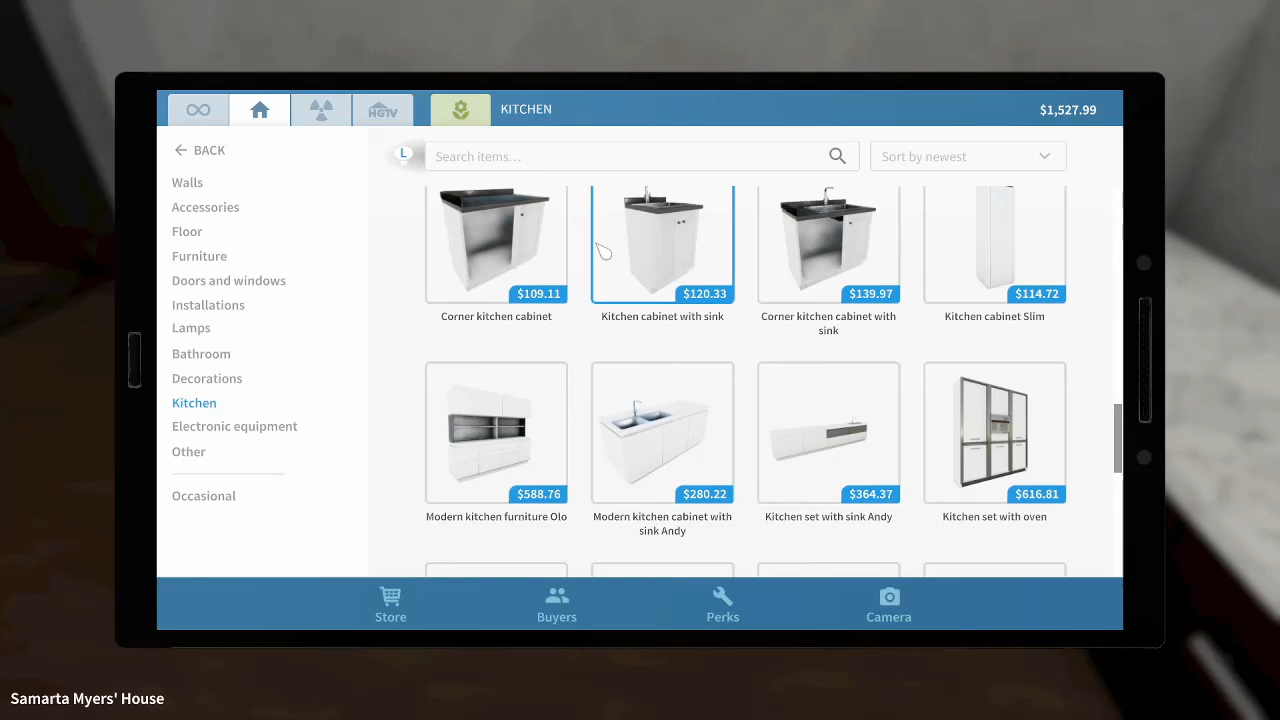 HGTV
KITCHEN
$1,527.99
BACK
L
Search items...
Sort by newest
Walls
Accessories
Floor
Furniture
Doors and windows
Installations
Lamps
Bathroom
Decorations
Kitchen
Electronic equipment
Other
Occasional
$109.11
$120.33
$139.97
$114.72
Corner kitchen cabinet
Kitchen cabinet with sink
Corner kitchen cabinet with
sink
Kitchen cabinet Slim
$588.76
$280.22
$364.37
$616.81
Modern kitchen furniture Olo
Modern kitchen cabinet with
sink Andy
Kitchen set with sink Andy
Kitchen set with oven
Store
Buyers
Perks
Camera
Samarta Myers' House